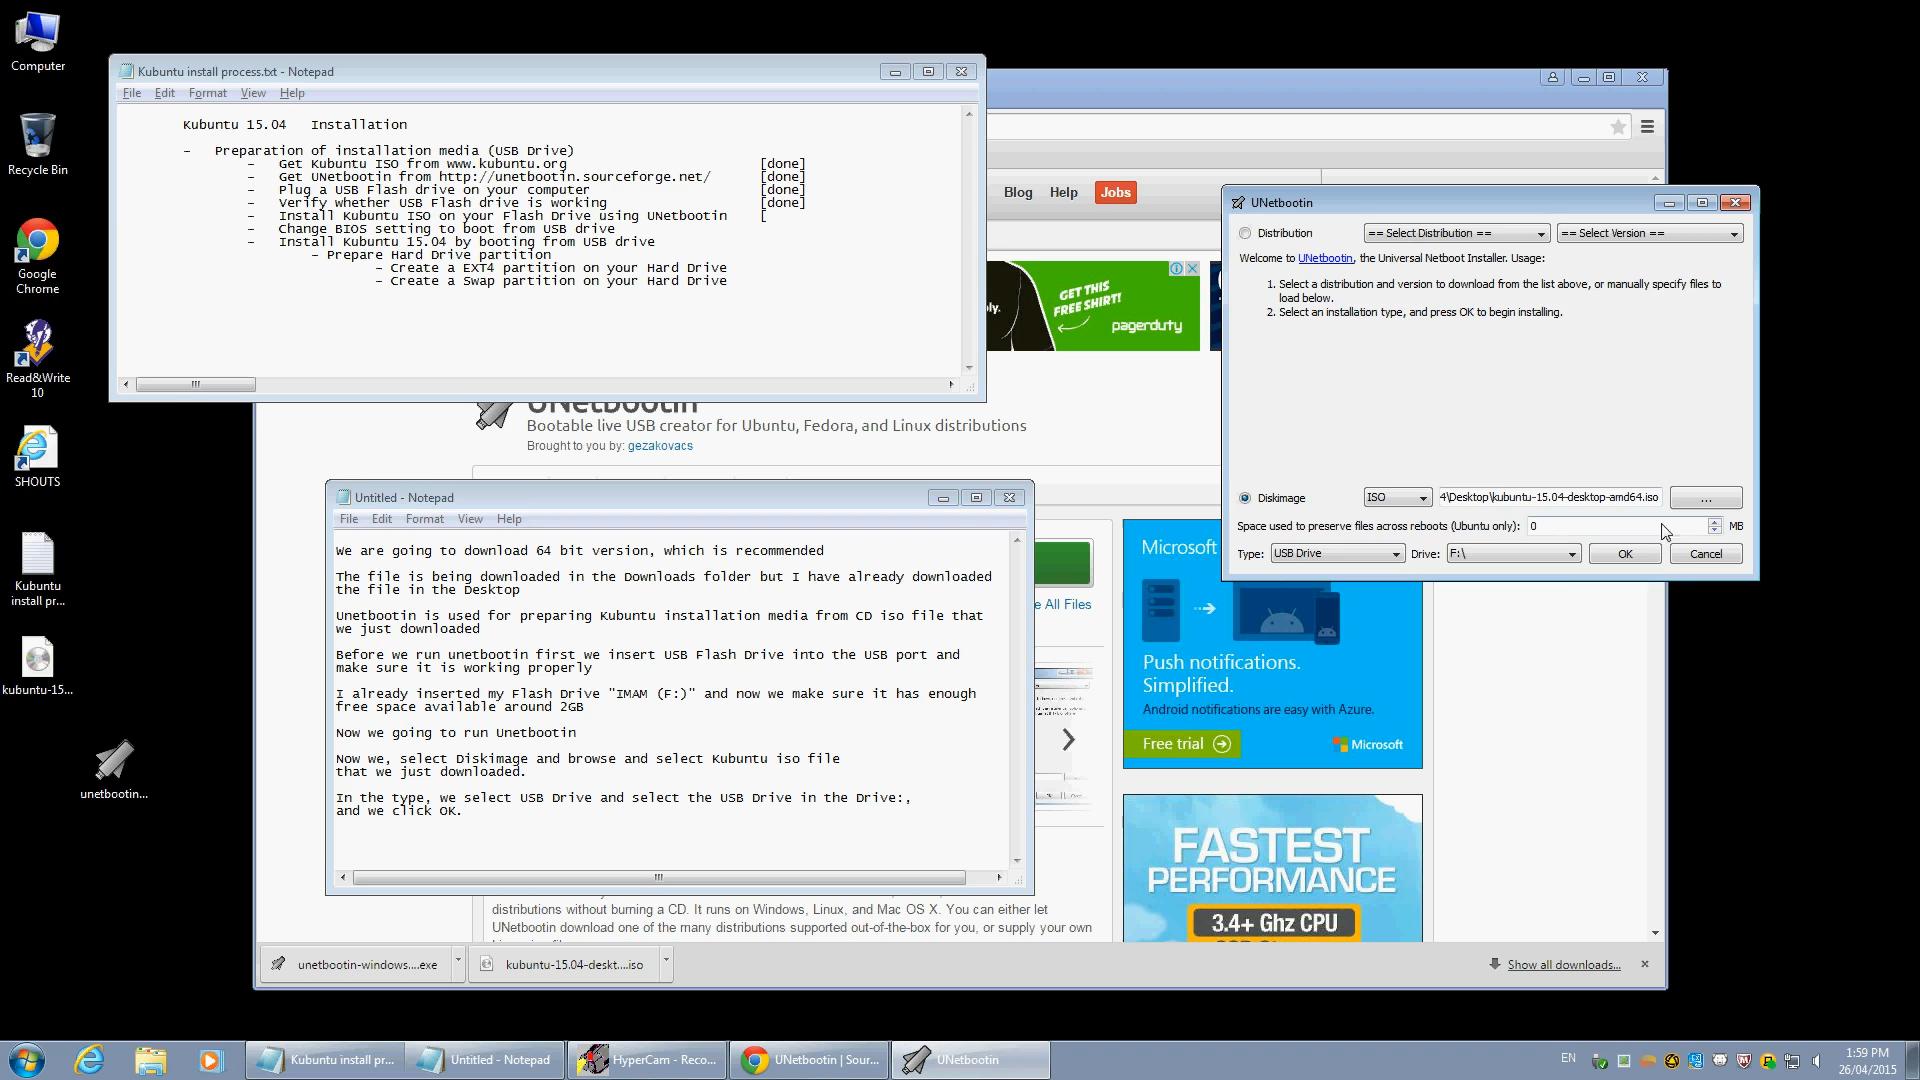 Computer
Recycle Bin
Google
Chrome
Read&Write
10
SHOUTS
Kubuntu
install pr...
kubuntu-15...
unetbootin...
Kubuntu install process.txt - Notepad
File Edit Format View Help
Kubuntu 15.04 Installation
- Preparation of installation media (USB Drive)
- Get Kubuntu ISO from www.kubuntu.org [done]
- Get UNetbootin from http://unetbootin.sourceforge.net/ [done]
- Plug a USB Flash drive on your computer [done]
- Verify whether USB Flash drive is working [done]
- Install Kubuntu ISO on your Flash Drive using UNetbootin [
- Change BIOS setting to boot from USB drive
- Install Kubuntu 15.04 by booting from USB drive
- Prepare Hard Drive partition
- Create a EXT4 partition on your Hard Drive
- Create a Swap partition on your Hard Drive
Blog Help Jobs
GET THIS
FREE SHIRT!
ly.
pagerduty
UNetbootin
Bootable live USB creator for Ubuntu, Fedora, and Linux distributions
Brought to you by: gezakovacs
UNetbootin
Distribution == Select Distribution == == Select Version ==
Welcome to UNetbootin, the Universal Netboot Installer. Usage:
1. Select a distribution and version to download from the list above, or manually specify files to
load below.
2. Select an installation type, and press OK to begin installing.
Diskimage ISO 4\Desktop\kubuntu-15.04-desktop-amd64.iso ...
Space used to preserve files across reboots (Ubuntu only): 0 MB
Type: USB Drive Drive: F:\ OK Cancel
Untitled - Notepad
File Edit Format View Help
We are going to download 64 bit version, which is recommended
The file is being downloaded in the Downloads folder but I have already downloaded
the file in the Desktop
Unetbootin is used for preparing Kubuntu installation media from CD iso file that
we just downloaded
Before we run unetbootin first we insert USB Flash Drive into the USB port and
make sure it is working properly
I already inserted my Flash Drive "IMAM (F:)" and now we make sure it has enough
free space available around 2GB
Now we going to run Unetbootin
Now we, select Diskimage and browse and select Kubuntu iso file
that we just downloaded.
In the type, we select USB Drive and select the USB Drive in the Drive:,
and we click OK.
e All Files
Microsoft
Push notifications.
Simplified.
Android notifications are easy with Azure.
Free trial
Microsoft
FASTEST
PERFORMANCE
3.4+ Ghz CPU
distributions without burning a CD. It runs on Windows, Linux, and Mac OS X. You can either let
UNetbootin download one of the many distributions supported out-of-the-box for you, or supply your own
unetbootin-windows....exe
kubuntu-15.04-deskt....iso
Show all downloads...
Kubuntu install pr...
Untitled - Notepad
HyperCam - Reco...
UNetbootin | Sour...
UNetbootin
EN
1:59 PM
26/04/2015